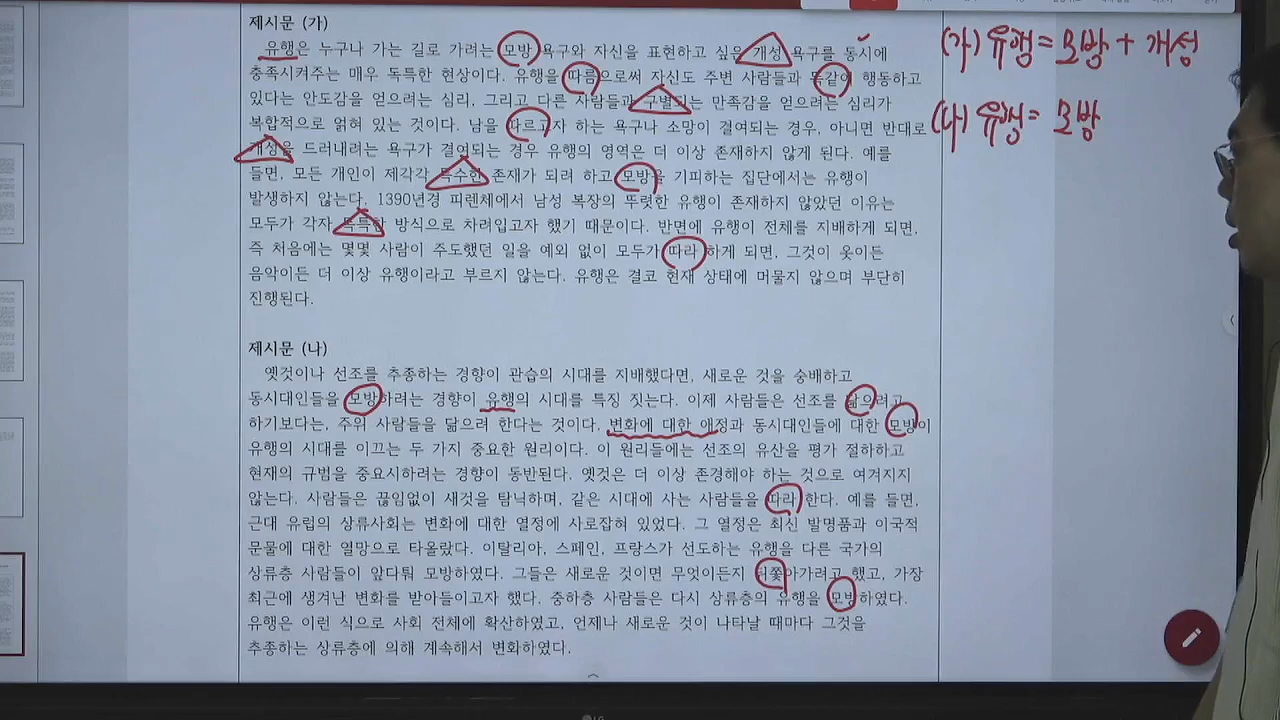 제시문 (가)
유행은 누구나 가는 길로 가려는 모방 욕구와 자신을 표현하고 싶은 개성 욕구를 동시에
충족시켜주는 매우 독특한 현상이다. 유행을 따름으로써 자신도 주변 사람들과 똑같이 행동하고
있다는 안도감을 얻으려는 심리, 그리고 다른 사람들과 구별되는 만족감을 얻으려는 심리가
복합적으로 얽혀 있는 것이다. 남을 따르고자 하는 욕구나 소망이 결여되는 경우, 아니면 반대로
개성을 드러내려는 욕구가 결여되는 경우 유행의 영역은 더 이상 존재하지 않게 된다. 예를
들면, 모든 개인이 제각각 특수한 존재가 되려 하고 모방을 기피하는 집단에서는 유행이
발생하지 않는다. 1390년경 피렌체에서 남성 복장의 뚜렷한 유행이 존재하지 않았던 이유는
모두가 각자 독특한 방식으로 차려입고자 했기 때문이다. 반면에 유행이 전체를 지배하게 되면,
즉 처음에는 몇몇 사람이 주도했던 일을 예외 없이 모두가 따라 하게 되면, 그것이 옷이든
음악이든 더 이상 유행이라고 부르지 않는다. 유행은 결코 현재 상태에 머물지 않으며 부단히
진행된다.
제시문 (나)
옛것이나 선조를 추종하는 경향이 관습의 시대를 지배했다면, 새로운 것을 숭배하고
동시대인들을 모방하려는 경향이 유행의 시대를 특징 짓는다. 이제 사람들은 선조를 닮으려고
하기보다는, 주위 사람들을 닮으려 한다는 것이다. 변화에 대한 애정과 동시대인들에 대한 모방이
유행의 시대를 이끄는 두 가지 중요한 원리이다. 이 원리들에는 선조의 유산을 평가 절하하고
현재의 규범을 중요시하려는 경향이 동반된다. 옛것은 더 이상 존경해야 하는 것으로 여겨지지
않는다. 사람들은 끊임없이 새것을 탐닉하며, 같은 시대에 사는 사람들을 따라 한다. 예를 들면,
근대 유럽의 상류사회는 변화에 대한 열정에 사로잡혀 있었다. 그 열정은 최신 발명품과 이국적
문물에 대한 열망으로 타올랐다. 이탈리아, 스페인, 프랑스가 선도하는 유행을 다른 국가의
상류층 사람들이 앞다퉈 모방하였다. 그들은 새로운 것이면 무엇이든지 뒤쫓아가려고 했고, 가장
최근에 생겨난 변화를 받아들이고자 했다. 중하층 사람들은 다시 상류층의 유행을 모방하였다.
유행은 이런 식으로 사회 전체에 확산하였고, 언제나 새로운 것이 나타날 때마다 그것을
추종하는 상류층에 의해 계속해서 변화하였다.
(가) 유행 = 모방 + 개성
(나) 유행 = 모방
LG